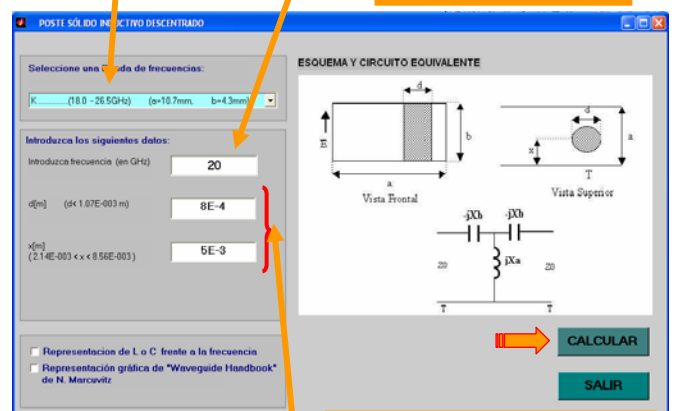 POSTE SÓLIDO INDUCTIVO DESCENTRADO
Seleccione una Banda de frecuencias:
K ............(18.0 - 26.5GHz) (a=10.7mm, b=4.3mm)
Introduzca los siguientes datos:
Introduzca frecuencia (en GHz)
20
d[m] (d< 1.07E-003 m)
8E-4
x[m]
(2.14E-003 < x < 8.56E-003)
5E-3
Representacion de L o C frente a la frecuencia
Representación gráfica de "Waveguide Handbook"
de N. Marcuvitz
ESQUEMA Y CIRCUITO EQUIVALENTE
d
E
b
a
Vista Frontal
d
x
a
T
Vista Superior
-jXb
-jXb
Z0
jXa
Z0
T
T
CALCULAR
SALIR